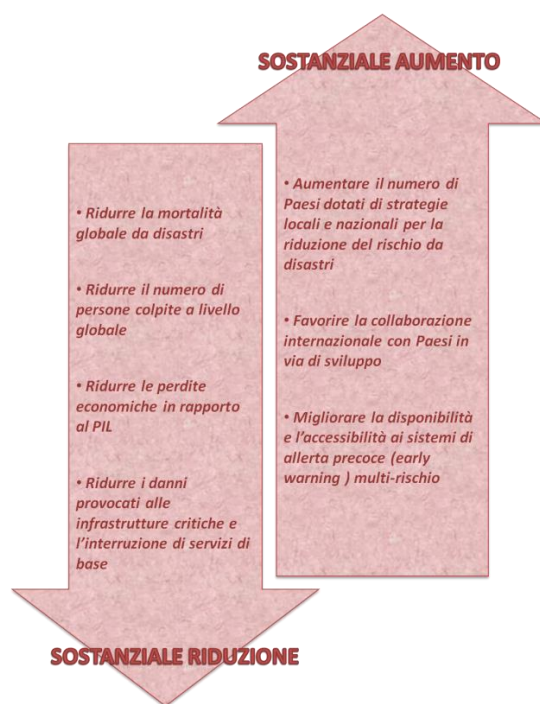 SOSTANZIALE AUMENTO
• Aumentare il numero di
Paesi dotati di strategie
locali e nazionali per la
riduzione del rischio da
disastri
• Favorire la collaborazione
internazionale con Paesi in
via di sviluppo
• Migliorare la disponibilità
e l'accessibilità ai sistemi di
allerta precoce (early
warning ) multi-rischio
• Ridurre la mortalità
globale da disastri
• Ridurre il numero di
persone colpite a livello
globale
• Ridurre le perdite
economiche in rapporto
al PIL
• Ridurre i danni
provocati alle
infrastrutture critiche e
l'interruzione di servizi di
base
SOSTANZIALE RIDUZIONE